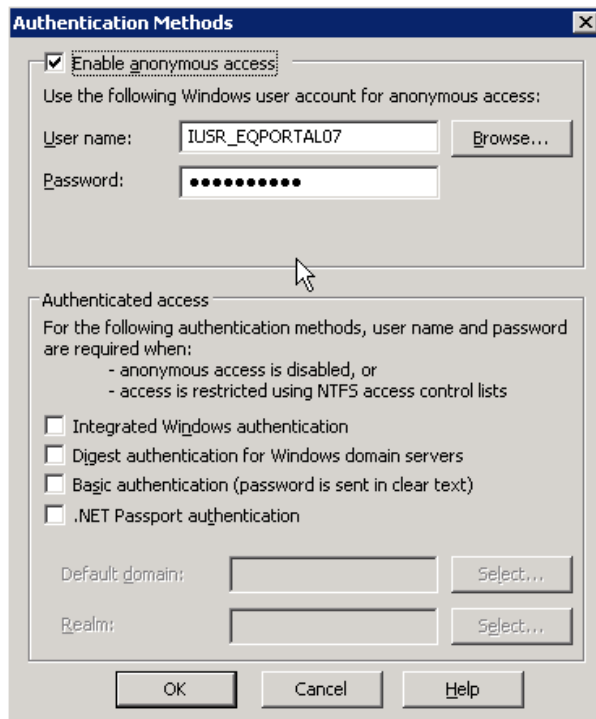 Authentication Methods
Enable anonymous access
Use the following Windows user account for anonymous access:
User name: IUSR_EQPORTAL07 Browse...
Password: ●●●●●●●●●●
Authenticated access
For the following authentication methods, user name and password
are required when:
- anonymous access is disabled, or
- access is restricted using NTFS access control lists
Integrated Windows authentication
Digest authentication for Windows domain servers
Basic authentication (password is sent in clear text)
.NET Passport authentication
Default domain: Select...
Realm: Select...
OK Cancel Help